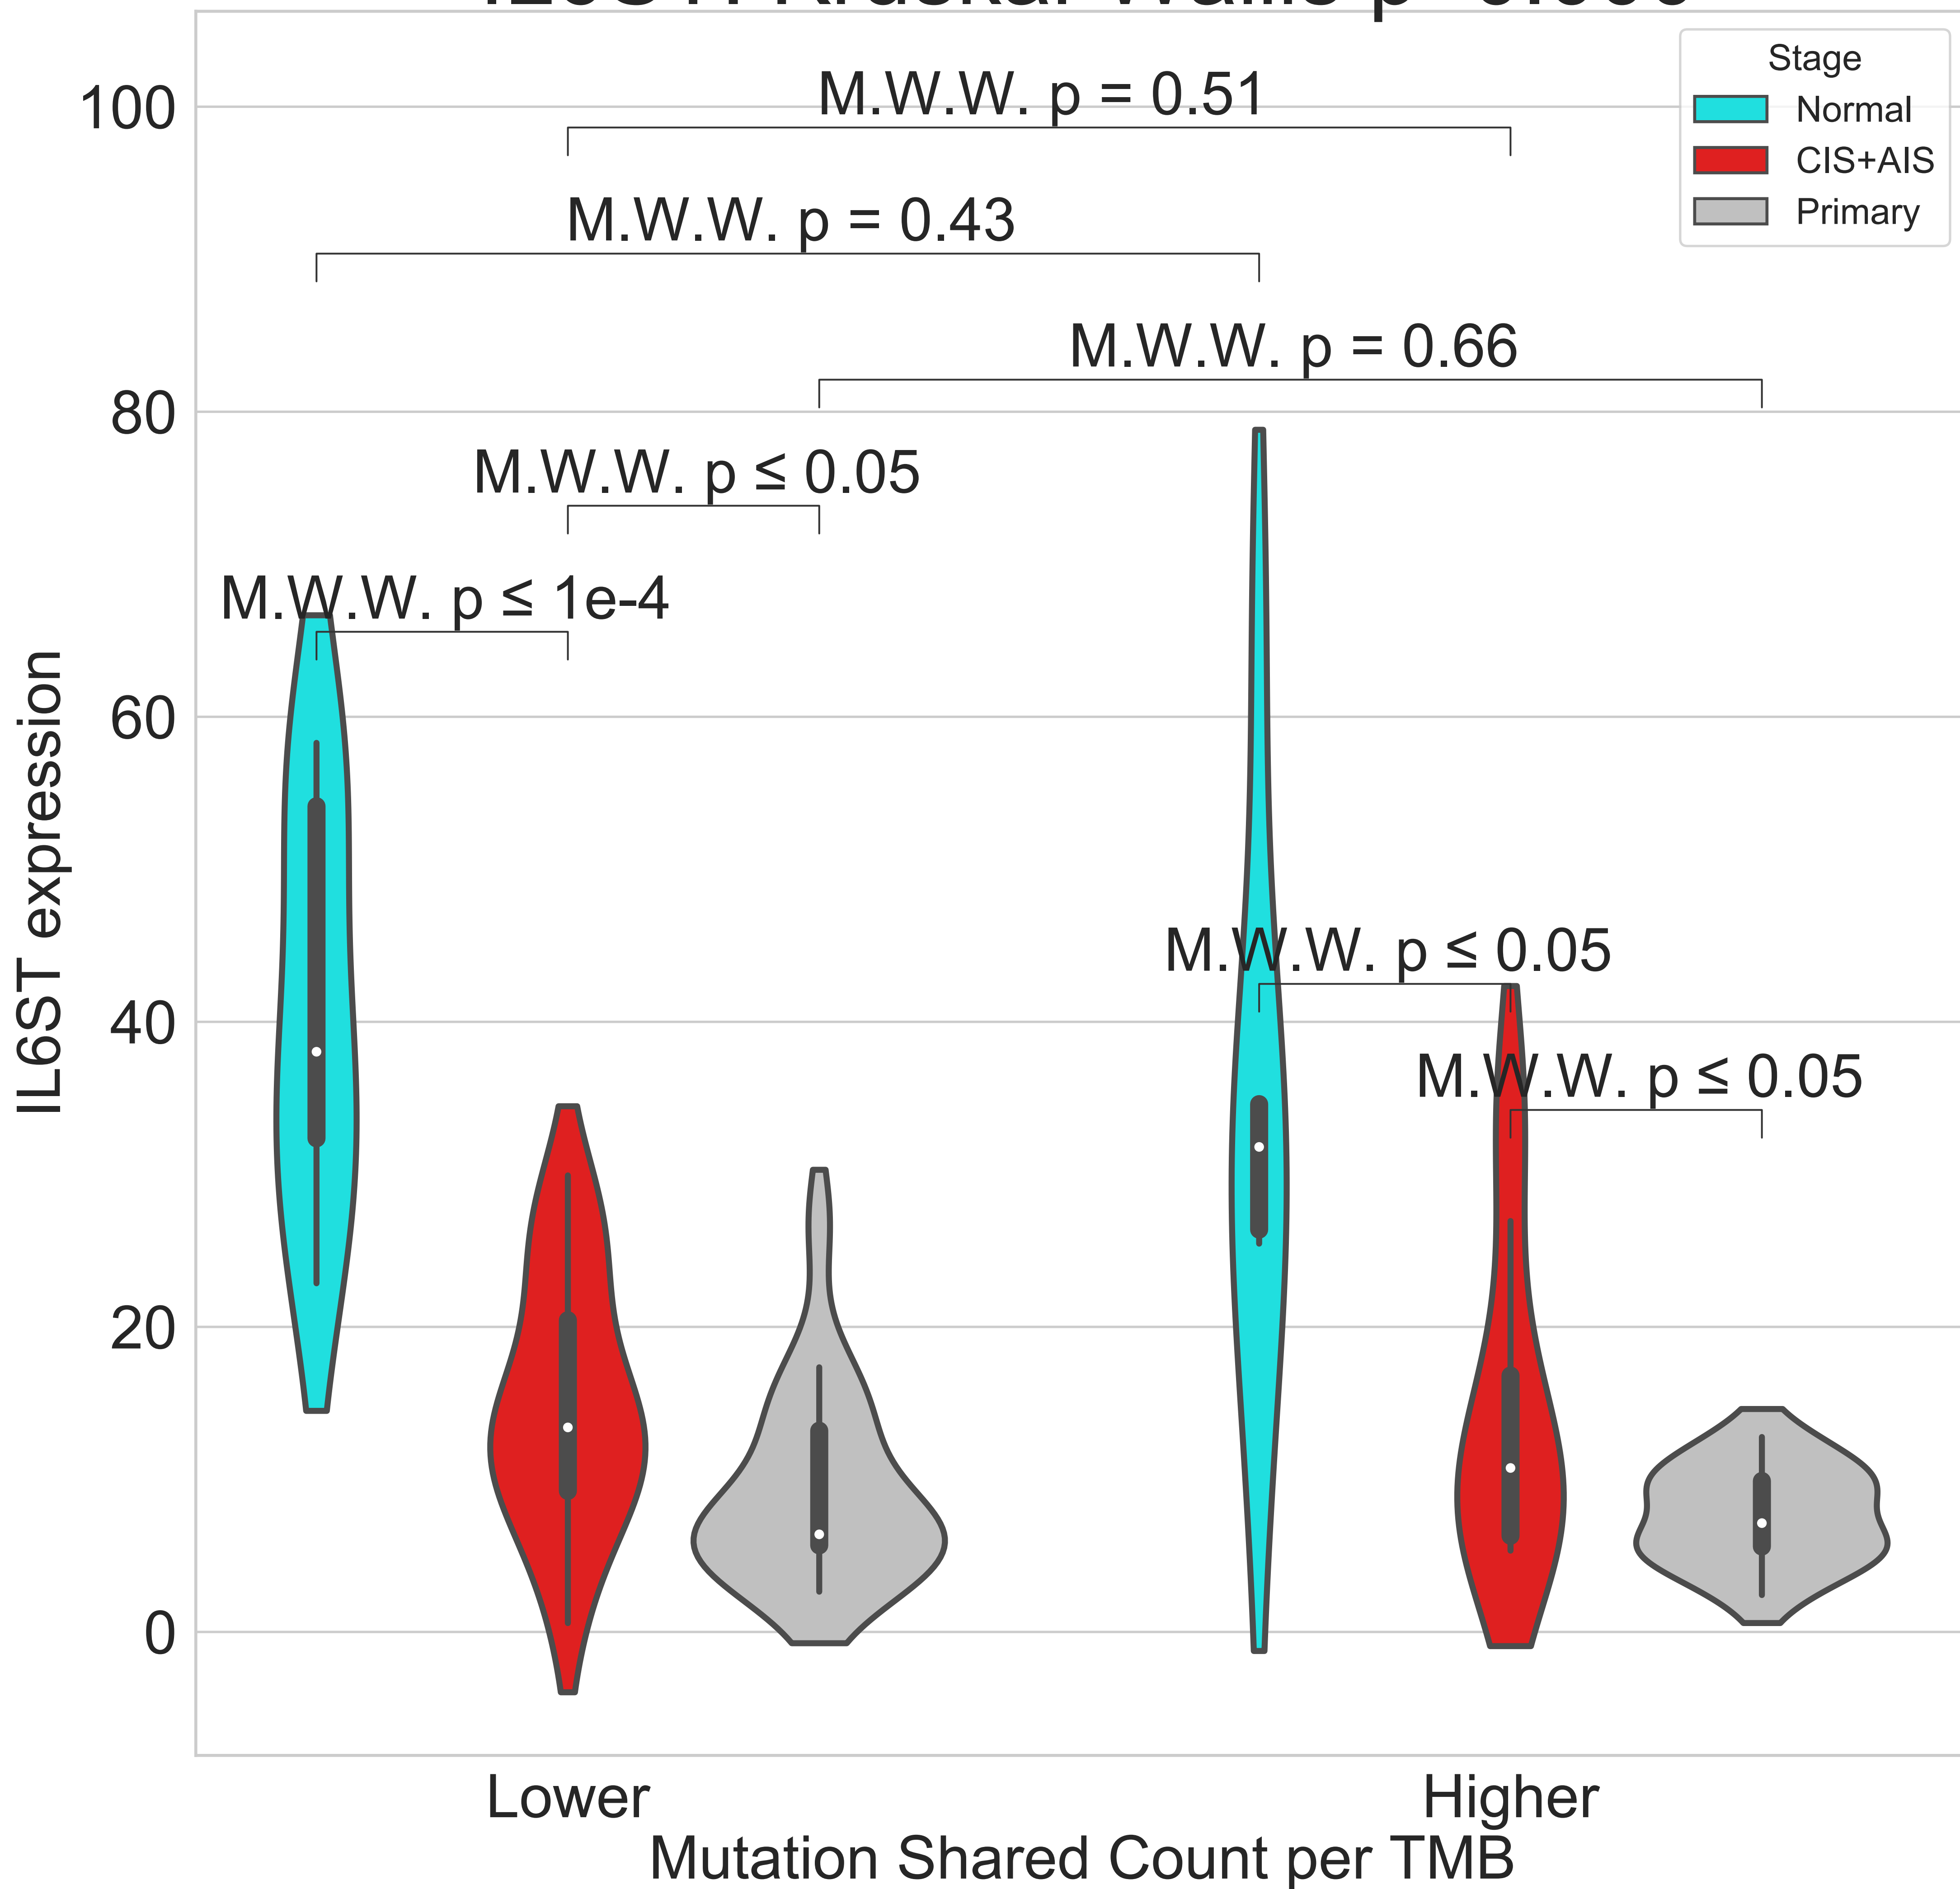 Stage
Normal
CIS+AIS
Primary
M.W.W. p = 0.51
M.W.W. p = 0.43
M.W.W. p = 0.66
M.W.W. p ≤ 0.05
M.W.W. p ≤ 1e-4
M.W.W. p ≤ 0.05
M.W.W. p ≤ 0.05
100
80
60
40
20
0
IL6ST expression
Lower
Higher
Mutation Shared Count per TMB